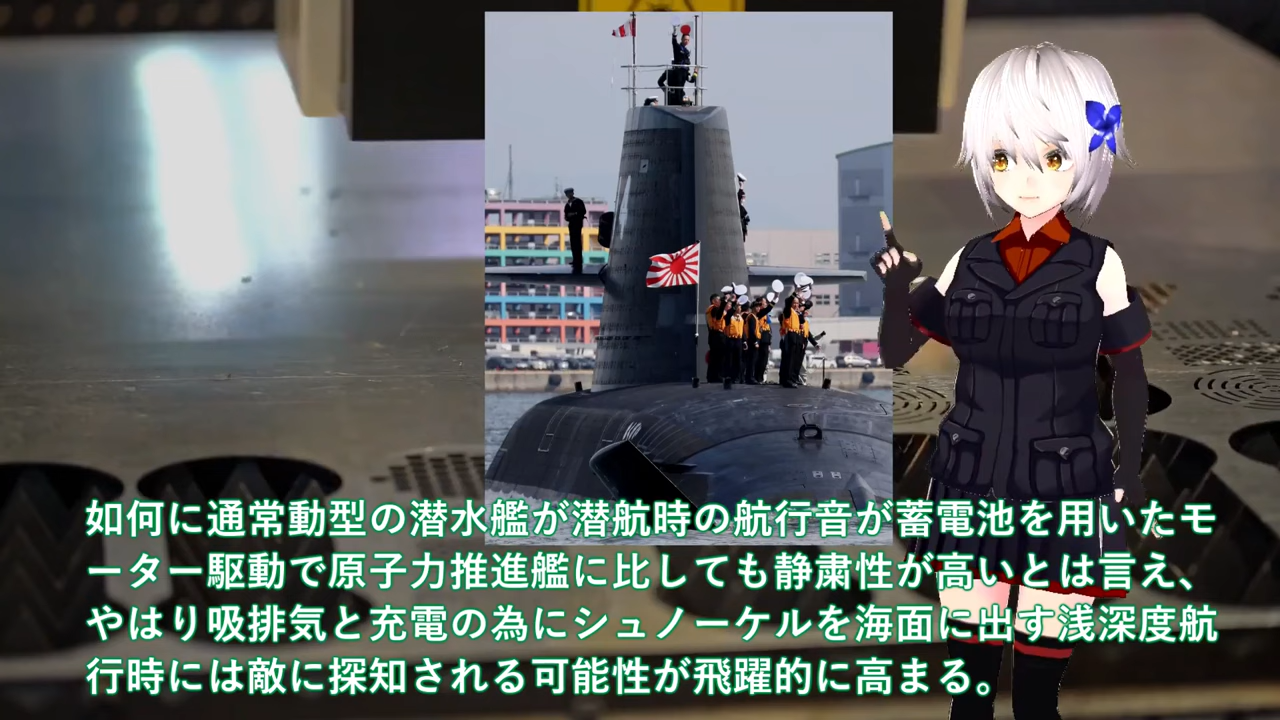 如何に通常動型の潜水艦が潜航時の航行音が蓄電池を用いたモ
ーター駆動で原子力推進艦に比しても静粛性が高いとは言え、
やはり吸排気と充電の為にシュノーケルを海面に出す浅深度航
行時には敵に探知される可能性が飛躍的に高まる。